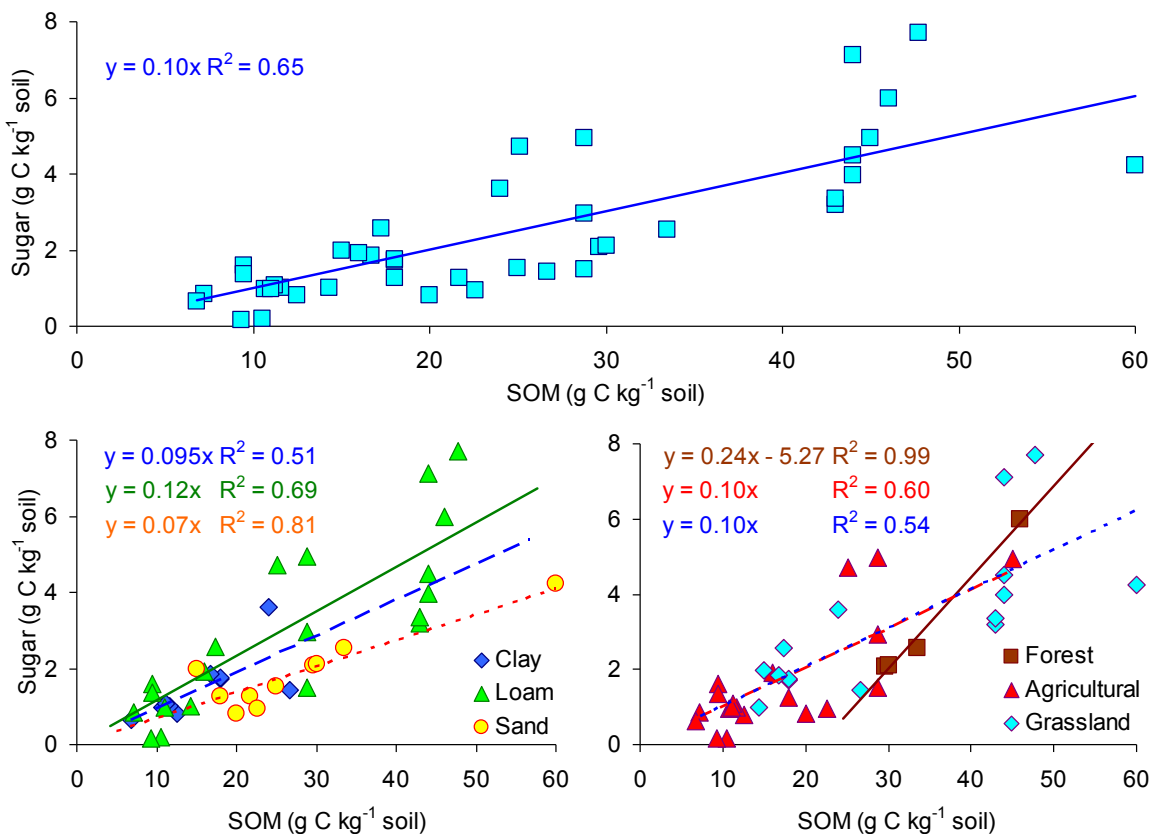 8
6
4
2
0
Sugar (g C kg⁻¹ soil)
y = 0.10x R² = 0.65
0 10 20 30 40 50 60
SOM (g C kg⁻¹ soil)
8
6
4
2
0
Sugar (g C kg⁻¹ soil)
y = 0.095x R² = 0.51
y = 0.12x R² = 0.69
y = 0.07x R² = 0.81
Clay
Loam
Sand
0 10 20 30 40 50 60
SOM (g C kg⁻¹ soil)
8
6
4
2
0
y = 0.24x - 5.27 R² = 0.99
y = 0.10x R² = 0.60
y = 0.10x R² = 0.54
Forest
Agricultural
Grassland
0 10 20 30 40 50 60
SOM (g C kg⁻¹ soil)